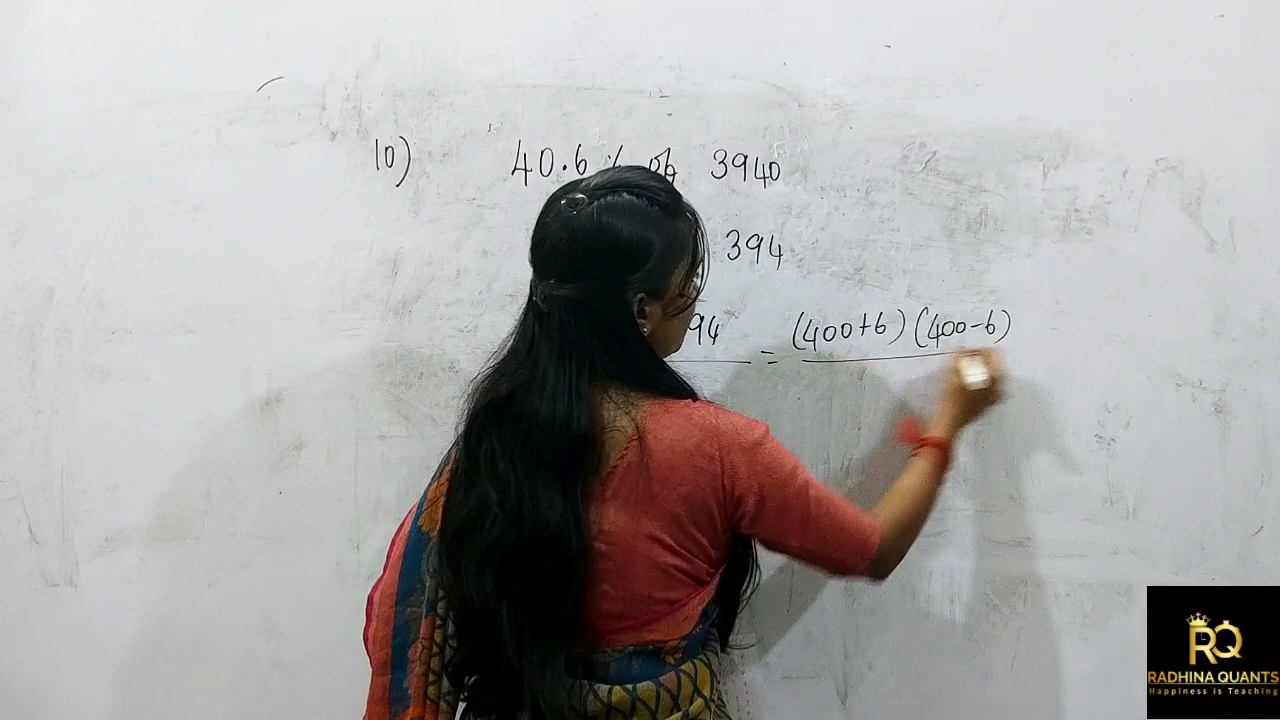 10) 40.6 % of 3940
394
94 = (400+6) (400-6)
RQ
RADHINA QUANTS
Happiness is Teaching